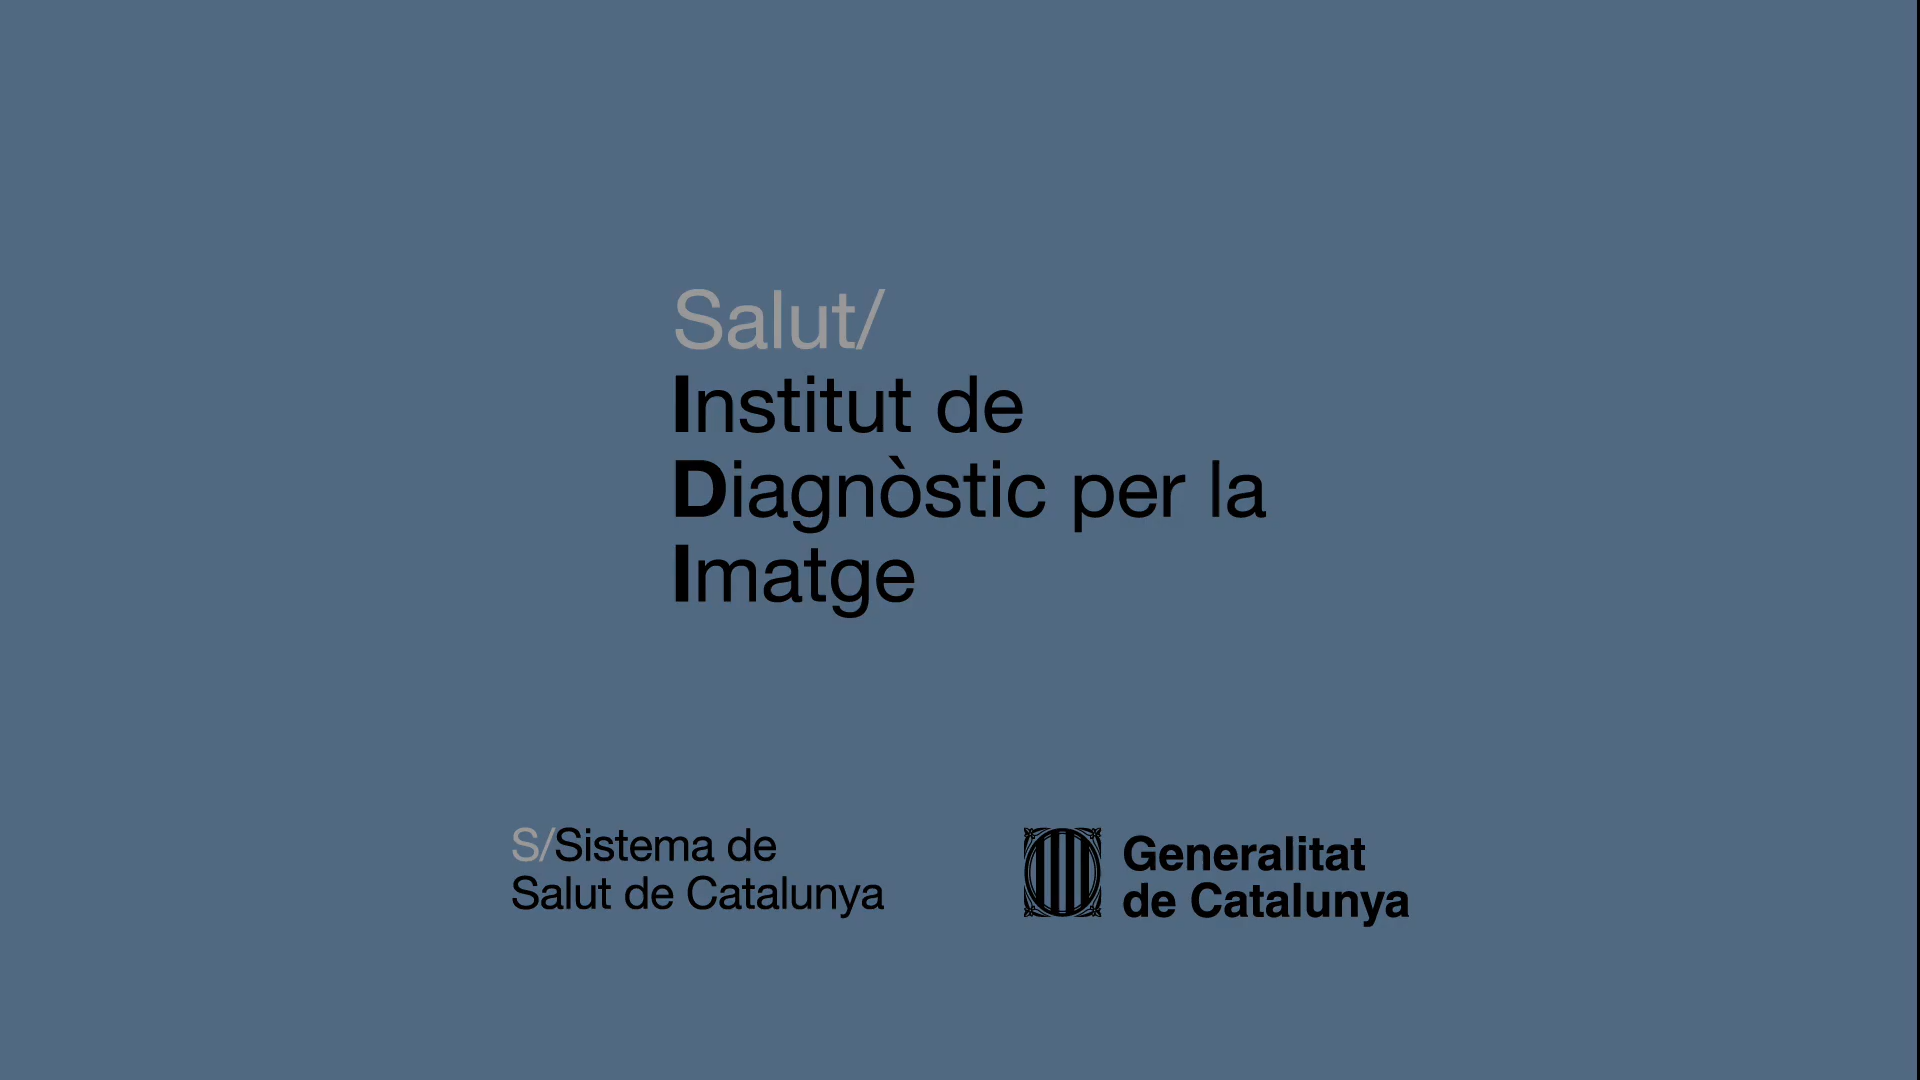 Salut/
Institut de
Diagnòstic per la
Imatge
S/Sistema de
Salut de Catalunya
Generalitat
de Catalunya